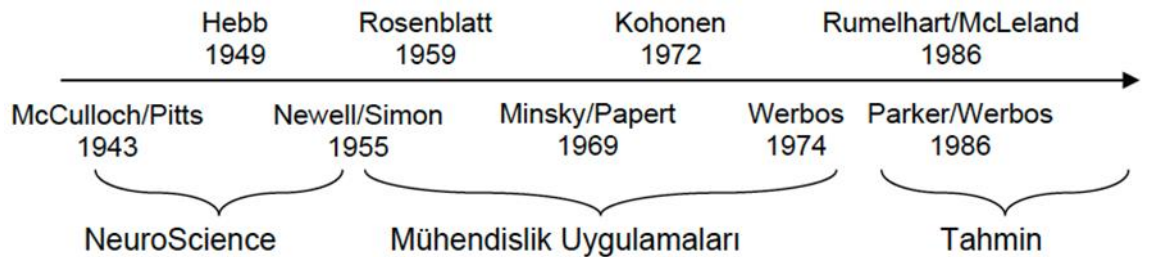 Hebb Rosenblatt Kohonen Rumelhart/McLeland
1949 1959 1972 1986
McCulloch/Pitts Newell/Simon Minsky/Papert Werbos Parker/Werbos
1943 1955 1969 1974 1986
NeuroScience Mühendislik Uygulamaları Tahmin